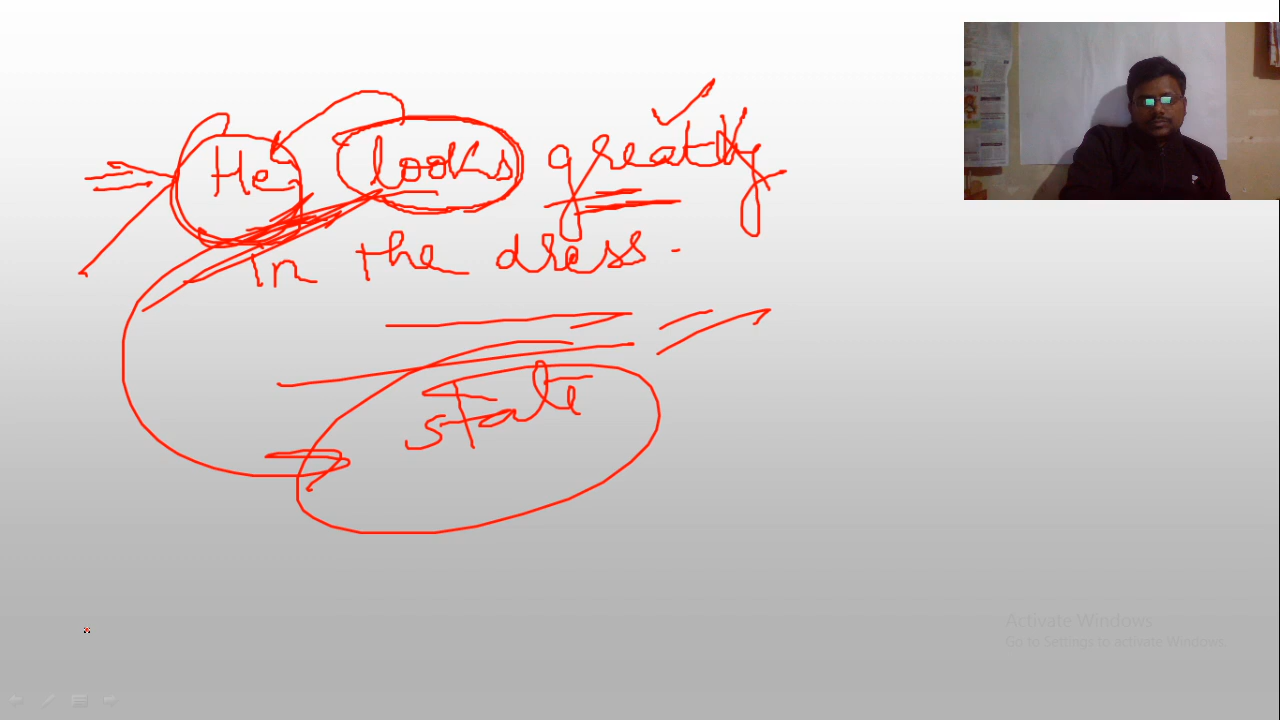 He looks greatly
in the dress.
state
Activate Windows
Go to Settings to activate Windows.